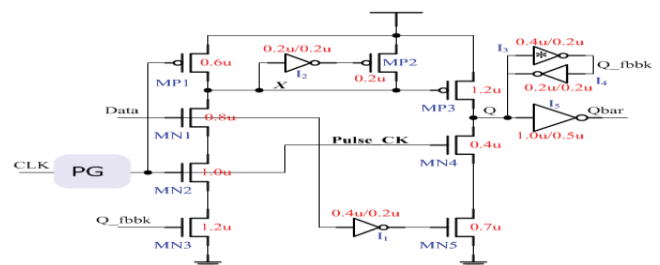 0.4u/0.2u
I3
*
Q_fbbk
I4
0.2u/0.2u
0.2u/0.2u
I2
MP2
0.2u
MP1
0.6u
X
MP3
1.2u
Q
I5
Qbar
1.0u/0.5u
Data
MN1
0.8u
Pulse_CK
MN4
0.4u
CLK
PG
MN2
1.0u
Q_fbbk
MN3
1.2u
0.4u/0.2u
I1
MN5
0.7u